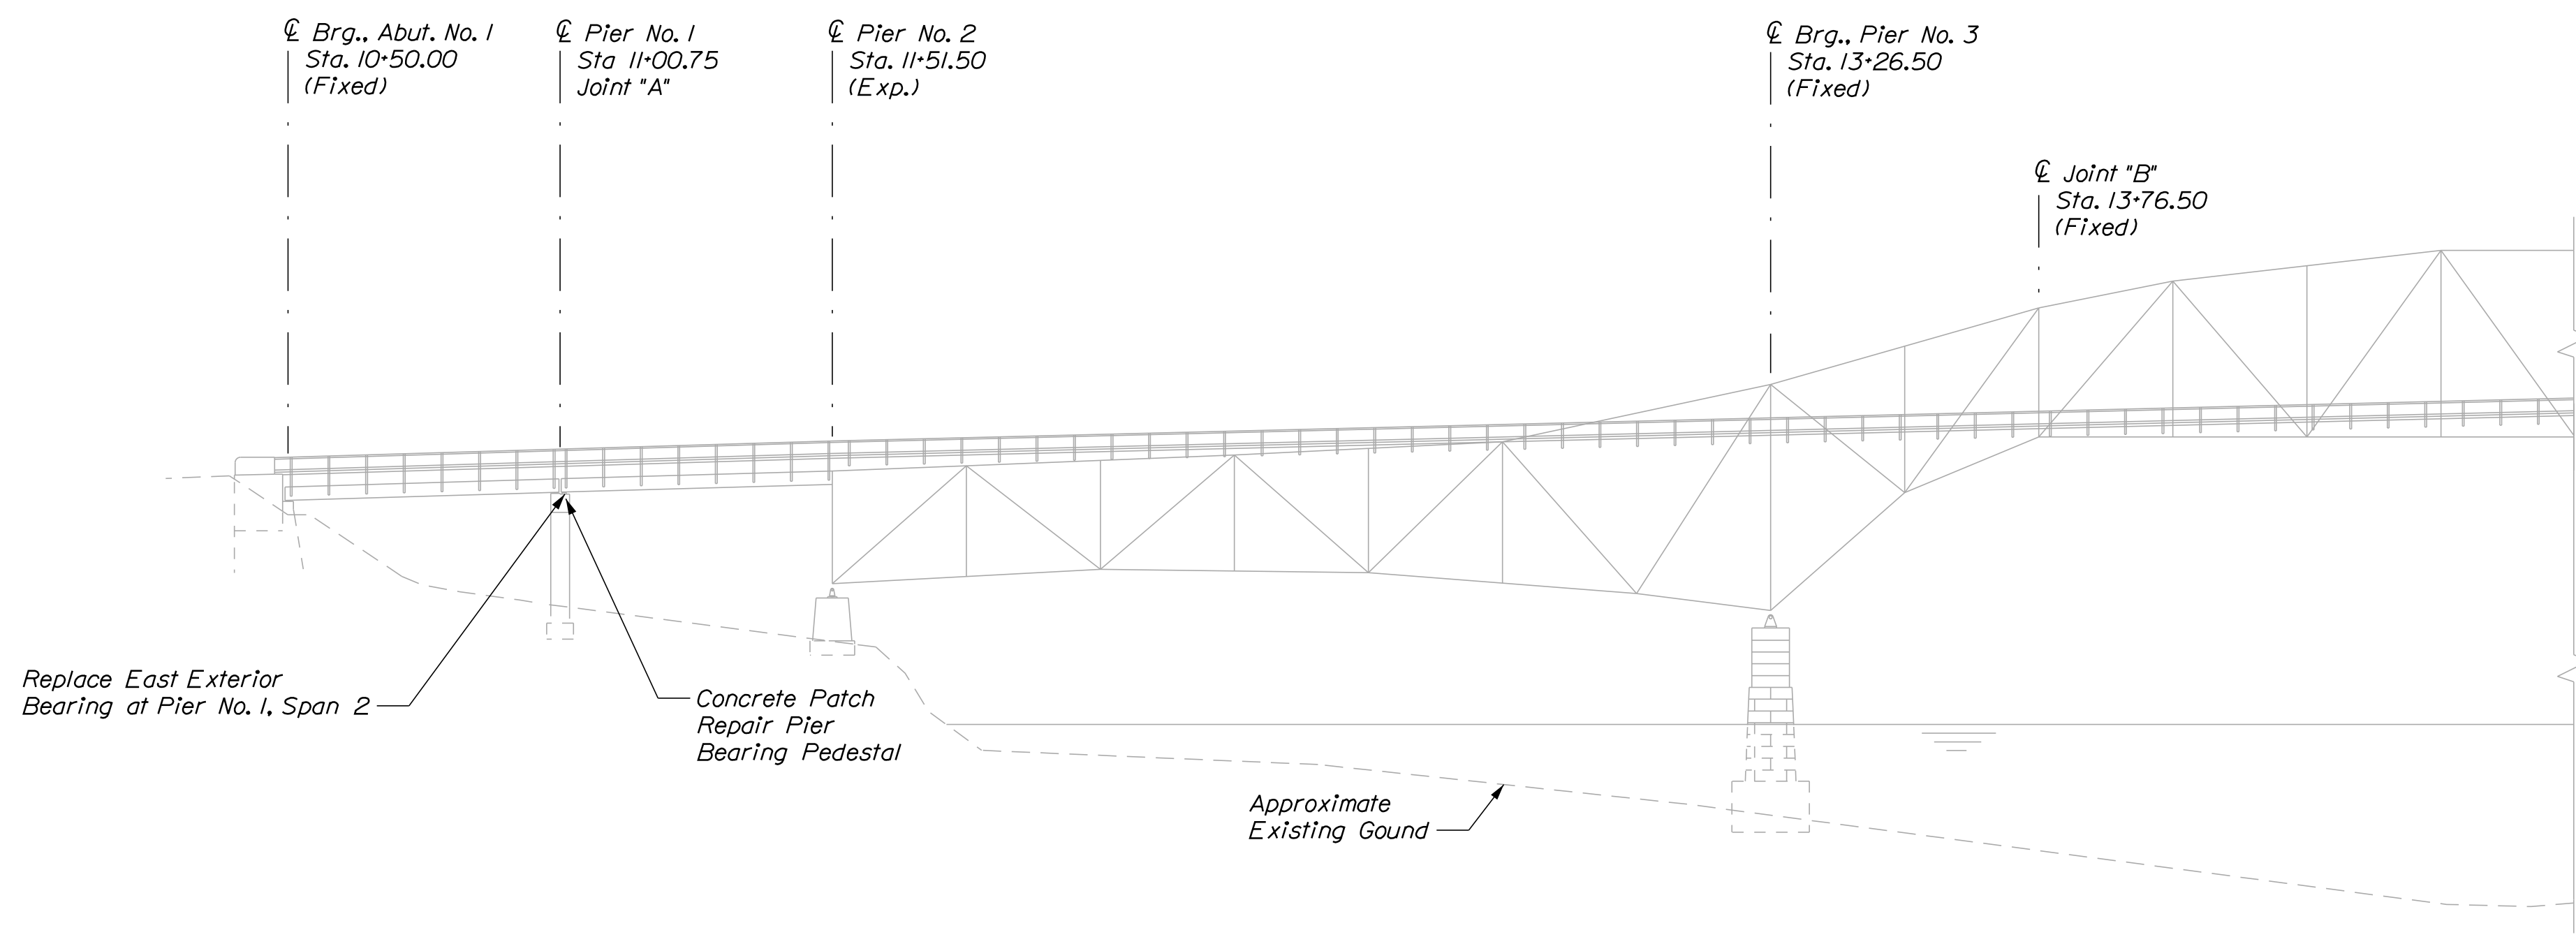 ℄ Brg., Abut. No. 1
Sta. 10+50.00
(Fixed)
℄ Pier No. 1
Sta 11+00.75
Joint "A"
℄ Pier No. 2
Sta. 11+51.50
(Exp.)
℄ Brg., Pier No. 3
Sta. 13+26.50
(Fixed)
℄ Joint "B"
Sta. 13+76.50
(Fixed)
Replace East Exterior
Bearing at Pier No. 1, Span 2
Concrete Patch
Repair Pier
Bearing Pedestal
Approximate
Existing Gound